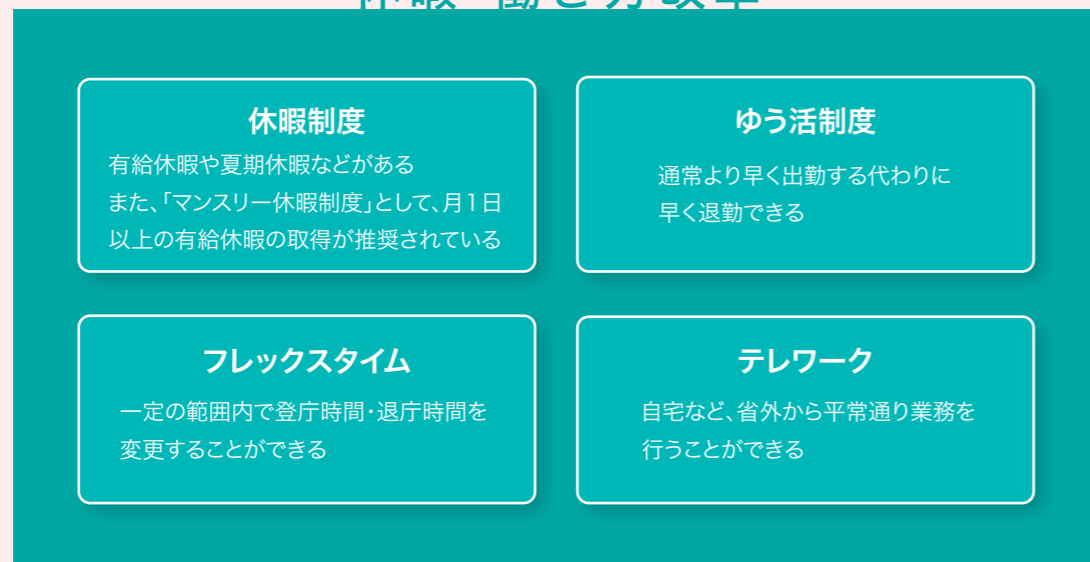 休暇制度
有給休暇や夏期休暇などがある
また、「マンスリー休暇制度」として、月1日
以上の有給休暇の取得が推奨されている
ゆう活制度
通常より早く出勤する代わりに
早く退勤できる
フレックスタイム
一定の範囲内で登庁時間・退庁時間を
変更することができる
テレワーク
自宅など、省外から平常通り業務を
行うことができる